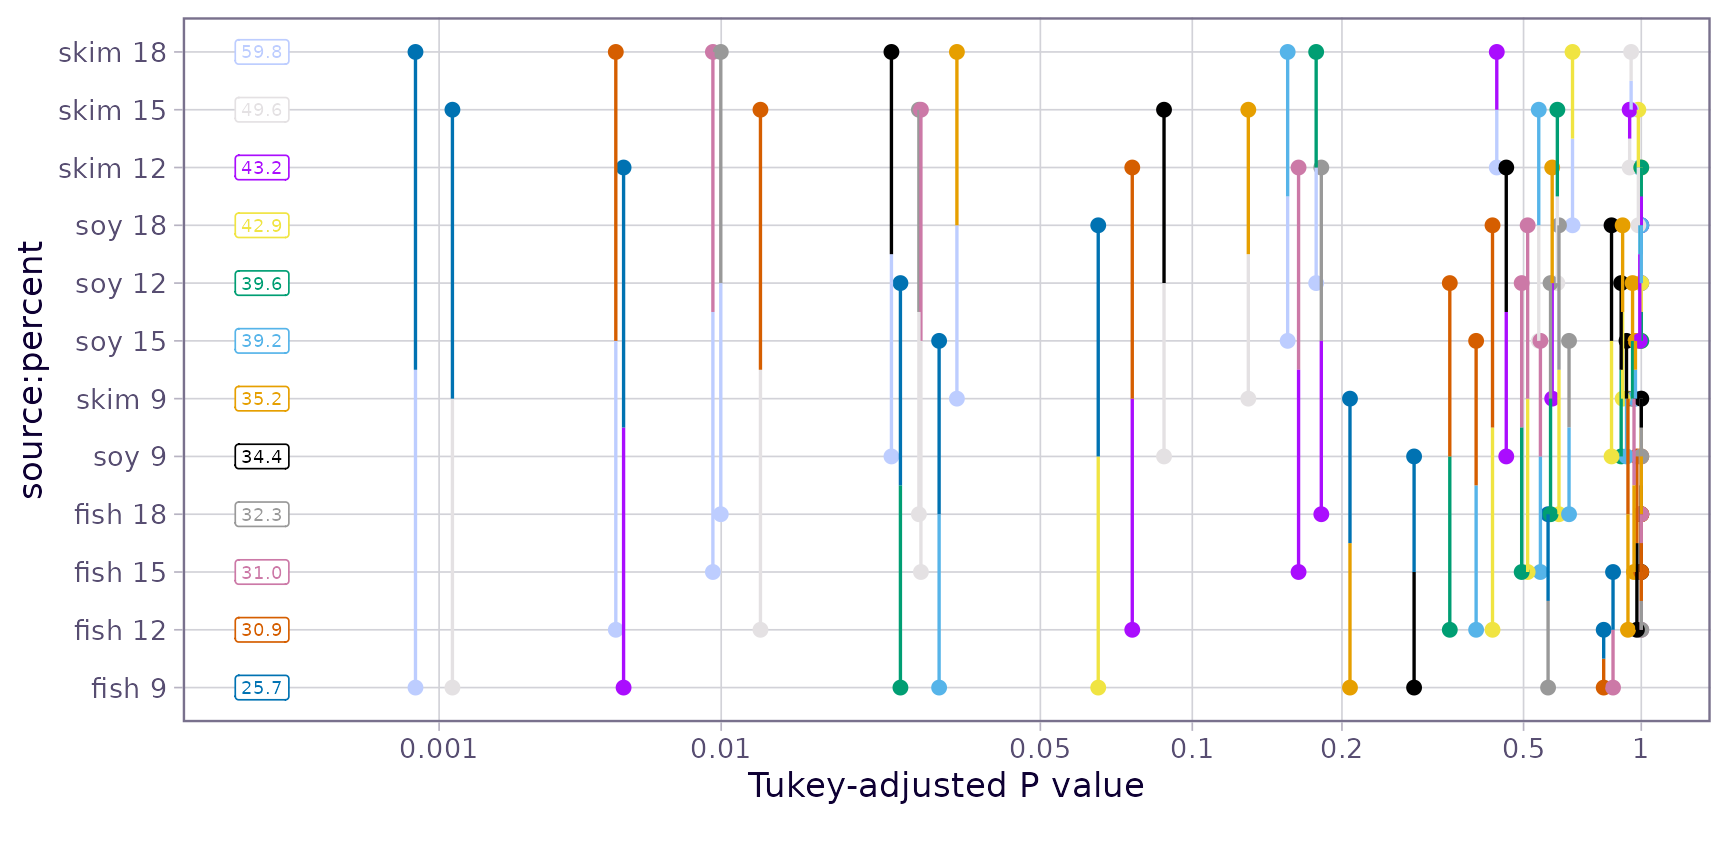 source:percent
skim 18 59.8
skim 15 49.6
skim 12 43.2
soy 18 42.9
soy 12 39.6
soy 15 39.2
skim 9 35.2
soy 9 34.4
fish 18 32.3
fish 15 31.0
fish 12 30.9
fish 9 25.7
0.001 0.01 0.05 0.1 0.2 0.5 1
Tukey-adjusted P value